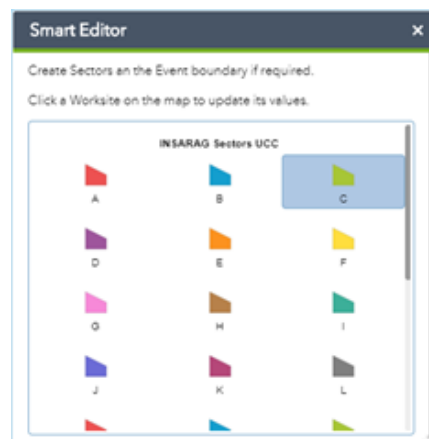 Smart Editor ×
Create Sectors an the Event boundary if required.
Click a Worksite on the map to update its values.
INSARAG Sectors UCC
A B C
D E F
G H I
J K L